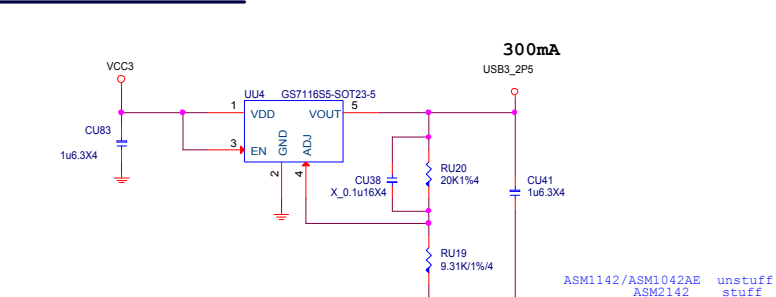 300mA
VCC3
USB3_2P5
UU4 GS7116S5-SOT23-5
1 VDD VOUT 5
CU83
1u6.3X4
3 EN GND ADJ
2 4
CU38
X_0.1u16X4
RU20
20K1%4
CU41
1u6.3X4
RU19
9.31K/1%/4
ASM1142/ASM1042AE unstuff
ASM2142 stuff